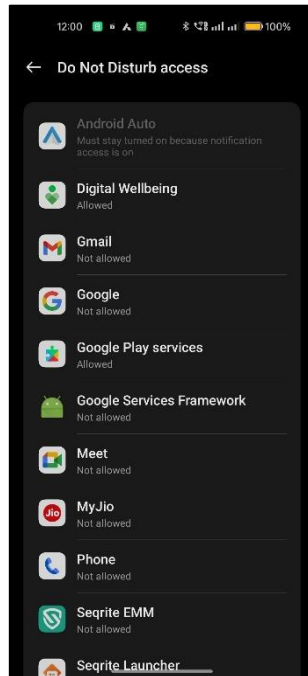 12:00 100%
Do Not Disturb access
Android Auto
Must stay turned on because notification
access is on
Digital Wellbeing
Allowed
Gmail
Not allowed
Google
Not allowed
Google Play services
Allowed
Google Services Framework
Not allowed
Meet
Not allowed
Jio
MyJio
Not allowed
Phone
Not allowed
Seqrite EMM
Not allowed
Seqrite Launcher